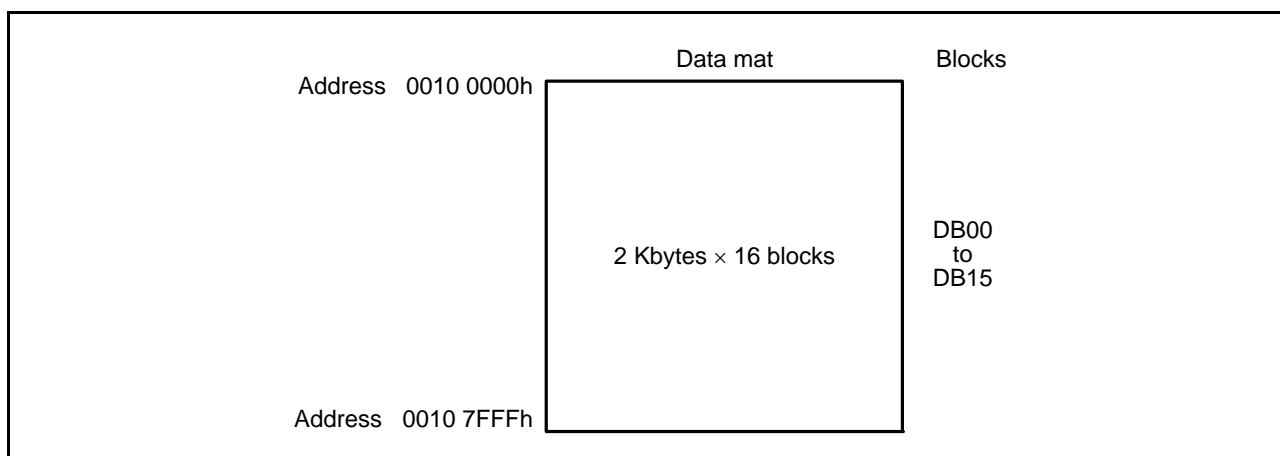 Data mat
Blocks
Address 0010 0000h
2 Kbytes × 16 blocks
DB00
to
DB15
Address 0010 7FFFh